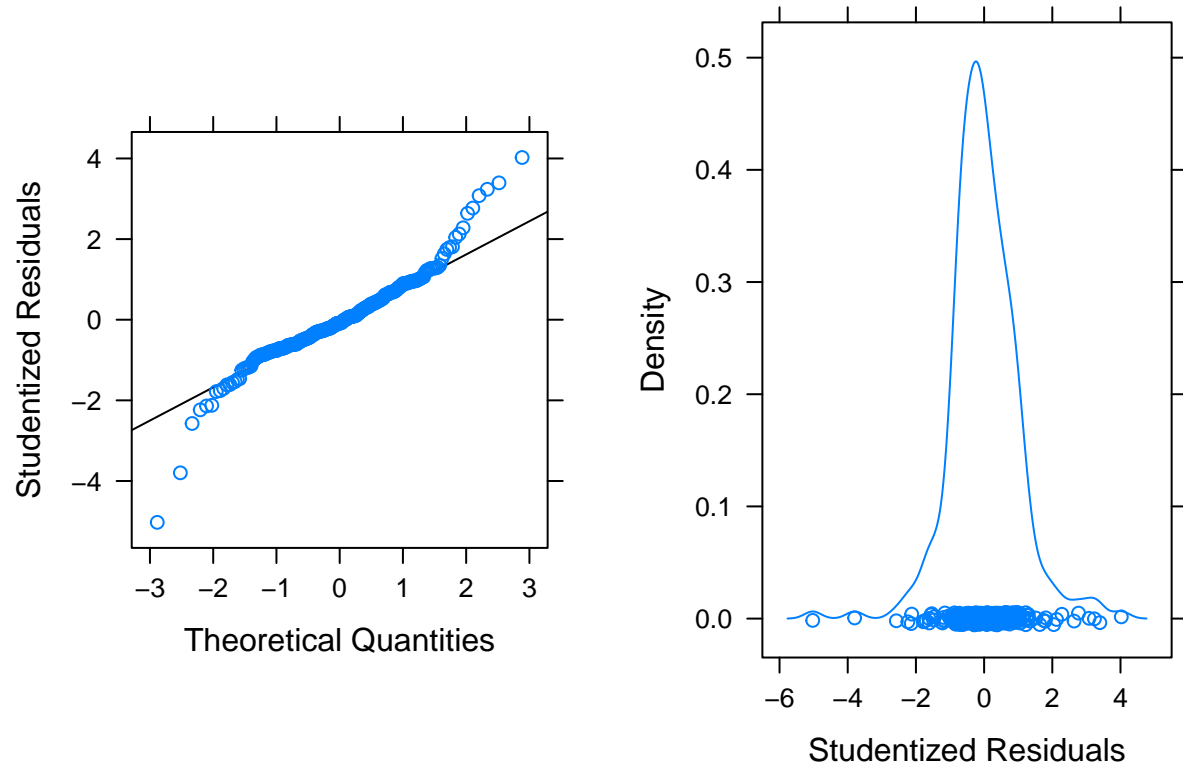 Studentized Residuals
4
2
0
−2
−4
−3 −2 −1 0 1 2 3
Theoretical Quantities
Density
0.5
0.4
0.3
0.2
0.1
0.0
−6 −4 −2 0 2 4
Studentized Residuals